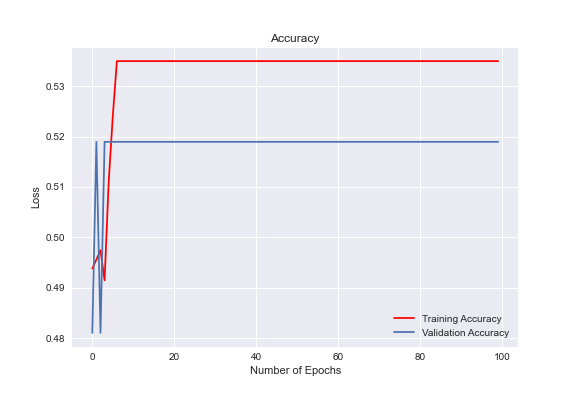 Accuracy
0.53
0.52
0.51
0.50
0.49
0.48
Loss
0 20 40 60 80 100
Number of Epochs
Training Accuracy
Validation Accuracy